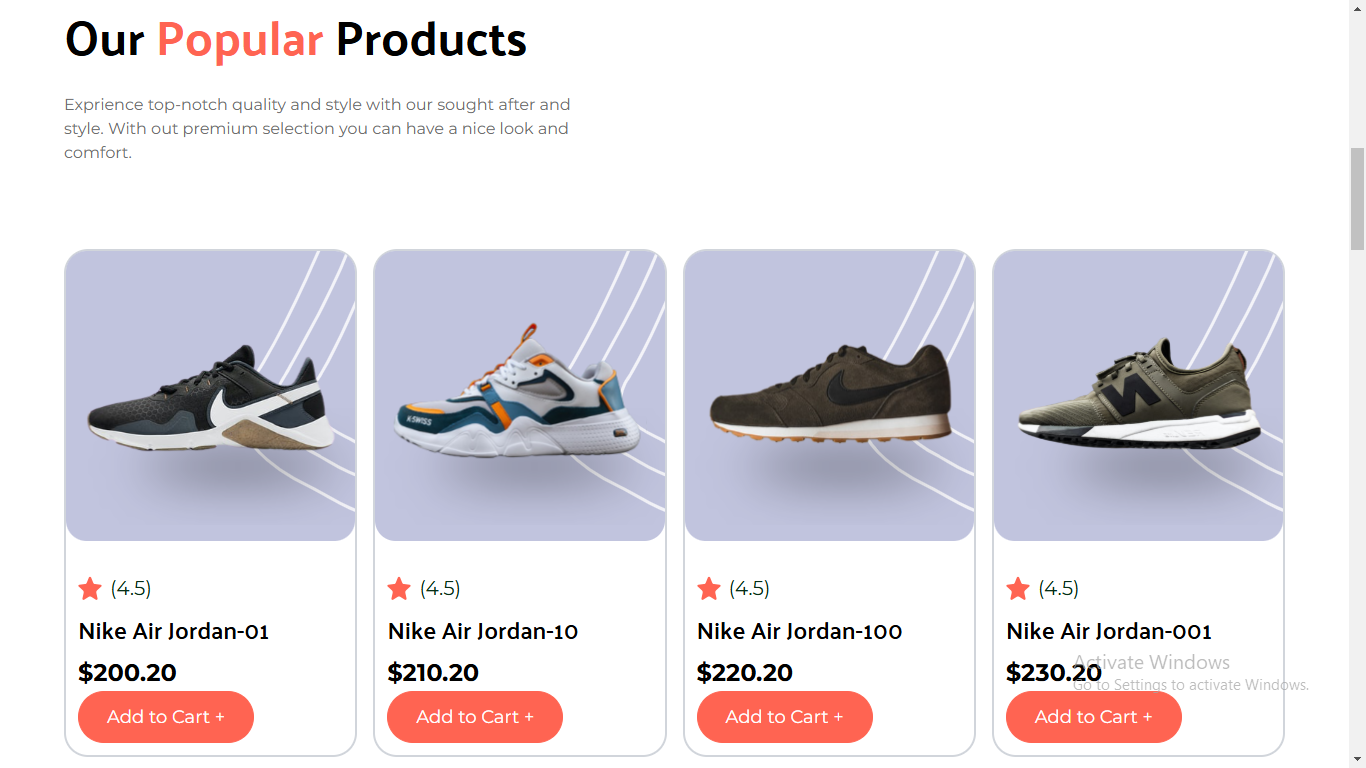 Our Popular Products
Exprience top-notch quality and style with our sought after and
style. With out premium selection you can have a nice look and
comfort.
K·SWISS
(4.5)
Nike Air Jordan-01
$200.20
Add to Cart +
(4.5)
Nike Air Jordan-10
$210.20
Add to Cart +
(4.5)
Nike Air Jordan-100
$220.20
Add to Cart +
(4.5)
Nike Air Jordan-001
$230.20
Add to Cart +
Activate Windows
Go to Settings to activate Windows.